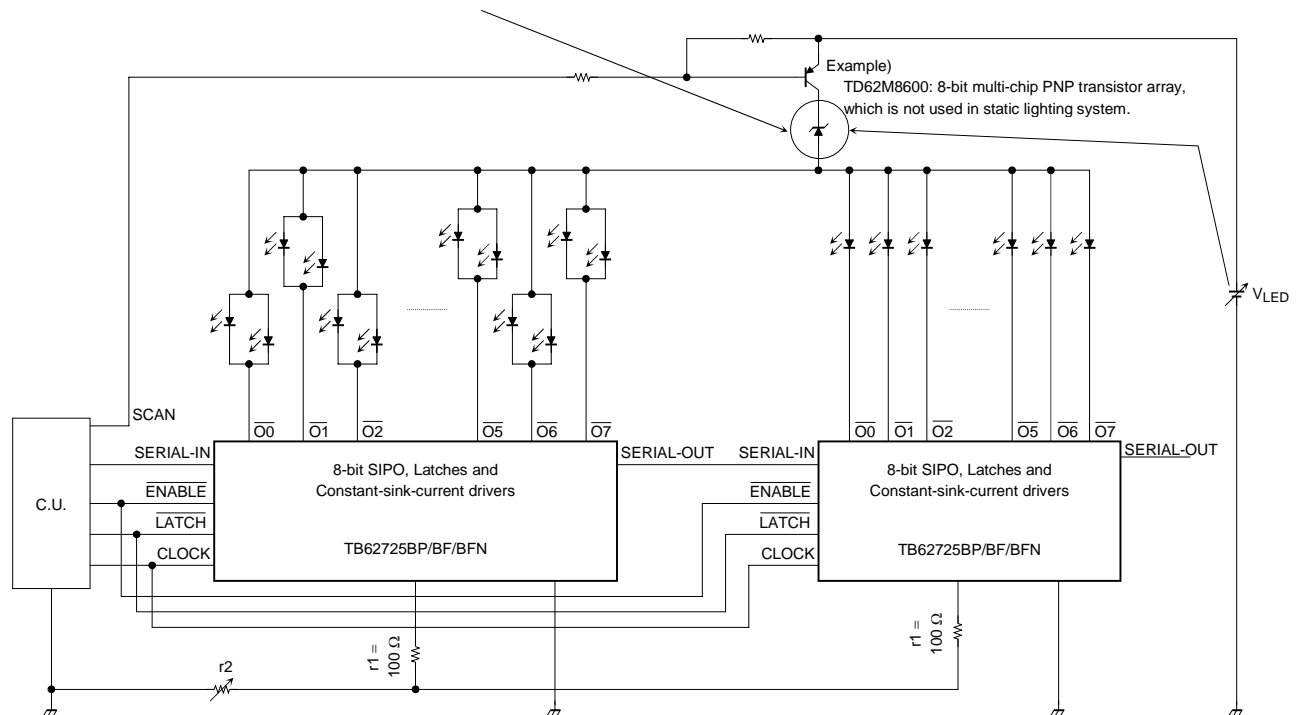 Example)
TD62M8600: 8-bit multi-chip PNP transistor array,
which is not used in static lighting system.
VLED
SCAN
O0 O1 O2 O5 O6 O7
O0 O1 O2 O5 O6 O7
SERIAL-IN
SERIAL-OUT
SERIAL-IN
SERIAL-OUT
C.U.
ENABLE
LATCH
CLOCK
8-bit SIPO, Latches and
Constant-sink-current drivers
TB62725BP/BF/BFN
ENABLE
LATCH
CLOCK
8-bit SIPO, Latches and
Constant-sink-current drivers
TB62725BP/BF/BFN
r1 =
100 Ω
r1 =
100 Ω
r2